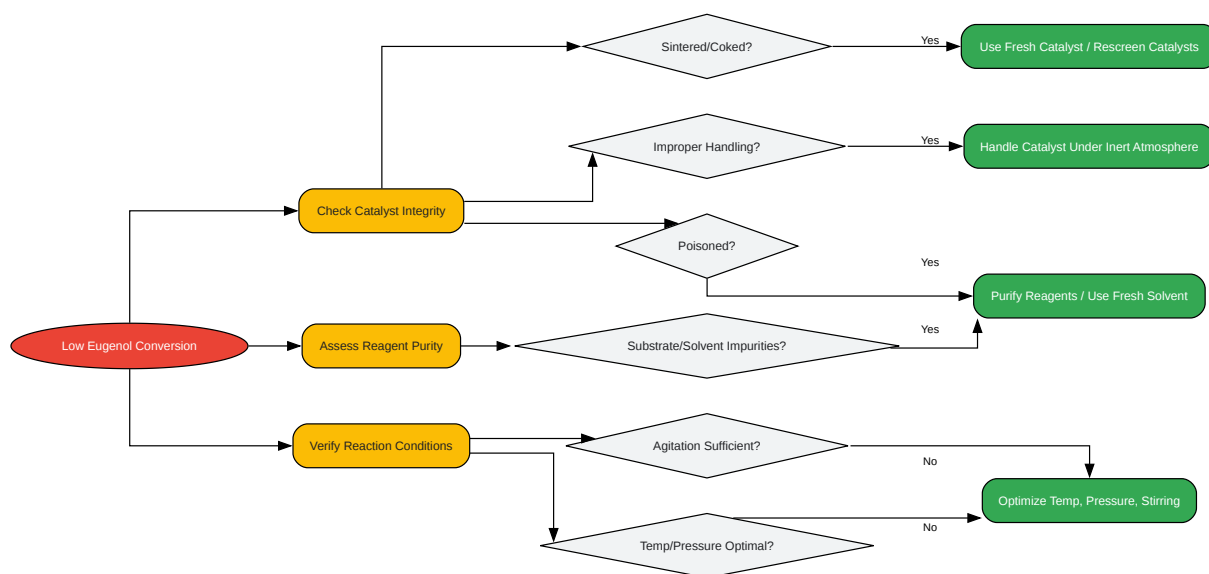 Sintered/Coked?
Yes
Use Fresh Catalyst / Rescreen Catalysts
Improper Handling?
Yes
Handle Catalyst Under Inert Atmosphere
Check Catalyst Integrity
Poisoned?
Yes
Purify Reagents / Use Fresh Solvent
Low Eugenol Conversion
Assess Reagent Purity
Substrate/Solvent Impurities?
Yes
Verify Reaction Conditions
Agitation Sufficient?
No
Optimize Temp, Pressure, Stirring
Temp/Pressure Optimal?
No